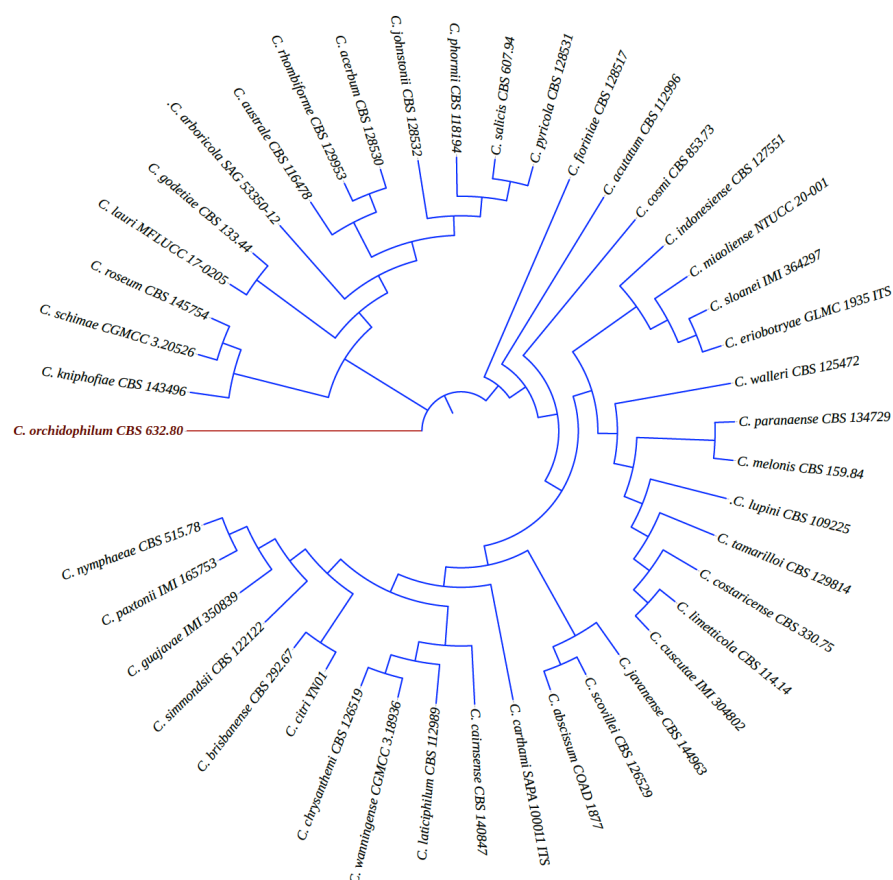 C. orchidophilum CBS 632.80
C. kniphofiae CBS 143496
C. schimae CGMCC 3.20526
C. roseum CBS 145754
C. lauri MFLUCC 17-0205
C. godetiae CBS 133.44
.C. arboricola SAG 53350-12
C. australe CBS 116478
C. rhombiforme CBS 129953
C. acerbum CBS 128530
C. johnstonii CBS 128532
C. phormii CBS 118194
C. salicis CBS 607.94
C. pyricola CBS 128531
C. fioriniae CBS 128517
C. acutatum CBS 112996
C. cosmi CBS 853.73
C. indonesiense CBS 127551
C. miaoliense NTUCC 20-001
C. sloanei IMI 364297
C. eriobotryae GLMC 1935 ITS
C. walleri CBS 125472
C. paranaense CBS 134729
C. melonis CBS 159.84
.C. lupini CBS 109225
C. tamarilloi CBS 129814
C. costaricense CBS 330.75
C. limetticola CBS 114.14
C. cuscutae IMI 304802
C. javanense CBS 144963
C. scovillei CBS 126529
C. abscissum COAD 1877
C. carthami SAPA 100011 ITS
C. cairnsense CBS 140847
C. laticiphilum CBS 112989
C. wanningense CGMCC 3.18936
C. chrysanthemi CBS 126519
C. citri YN01
C. brisbanense CBS 292.67
C. simmondsii CBS 122122
C. guajavae IMI 350839
C. paxtonii IMI 165753
C. nymphaeae CBS 515.78